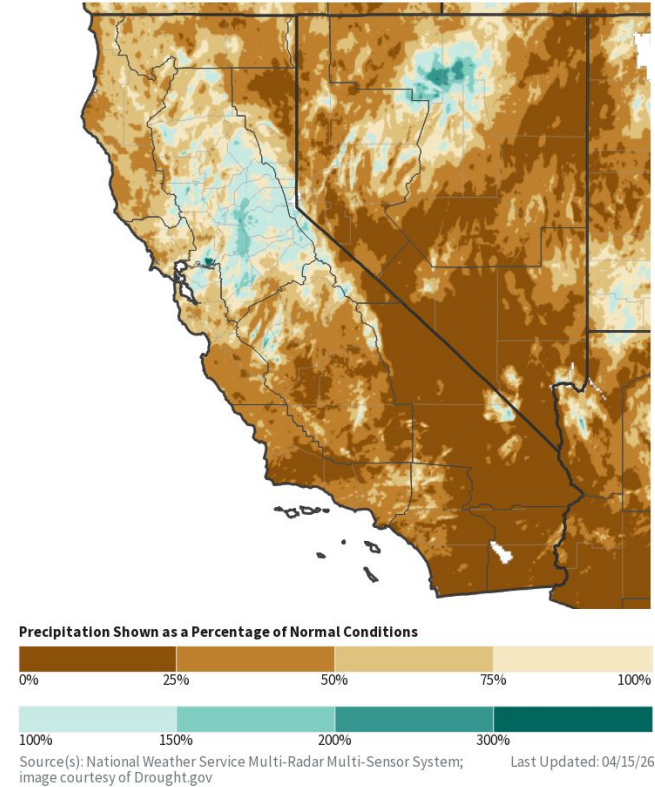 Precipitation Shown as a Percentage of Normal Conditions
0% 25% 50% 75% 100%
100% 150% 200% 300%
Source(s): National Weather Service Multi-Radar Multi-Sensor System; Last Updated: 04/15/26
image courtesy of Drought.gov